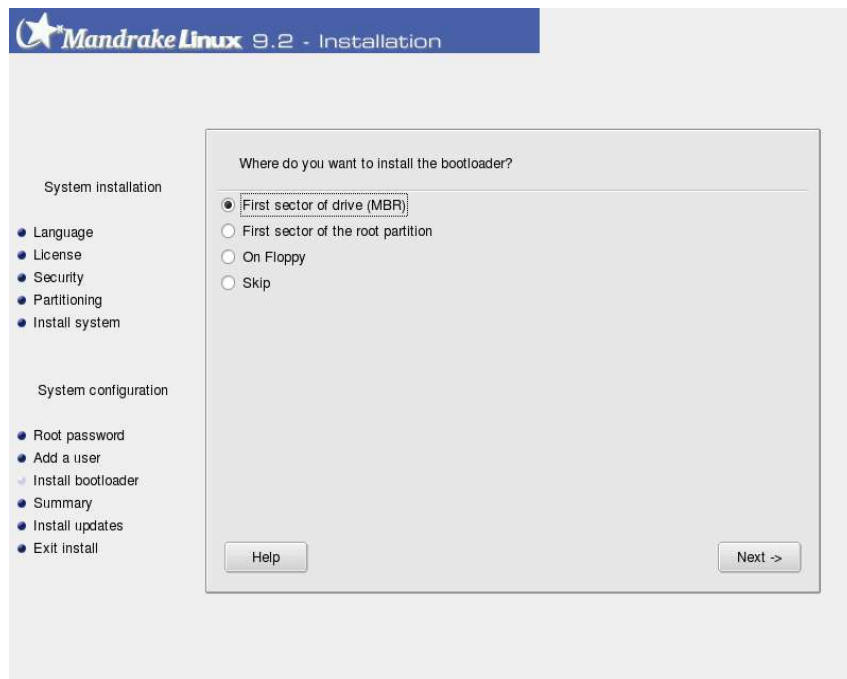 Mandrake Linux 9.2 - Installation
System installation
Language
License
Security
Partitioning
Install system
System configuration
Root password
Add a user
Install bootloader
Summary
Install updates
Exit install
Where do you want to install the bootloader?
First sector of drive (MBR)
First sector of the root partition
On Floppy
Skip
Help
Next ->